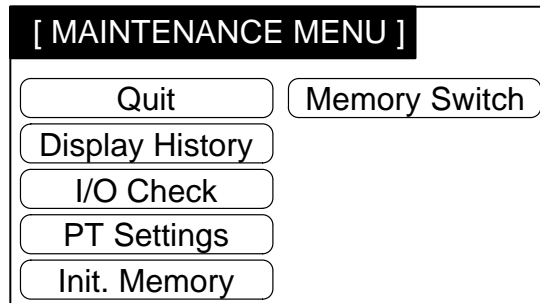 [ MAINTENANCE MENU ]
Quit Memory Switch
Display History
I/O Check
PT Settings
Init. Memory